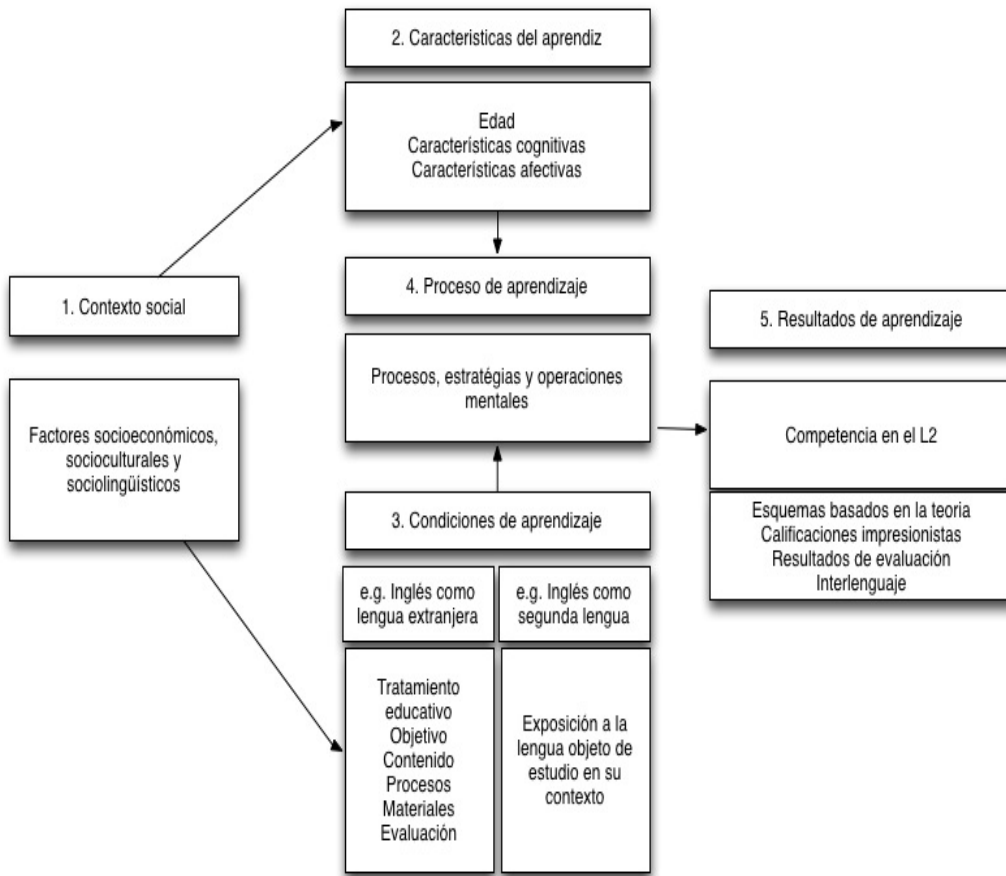 2. Caracteristicas del aprendiz
Edad
Características cognitivas
Características afectivas
1. Contexto social
Factores socioeconómicos,
socioculturales y
sociolingüísticos
4. Proceso de aprendizaje
Procesos, estratégias y operaciones
mentales
3. Condiciones de aprendizaje
e.g. Inglés como
lengua extranjera
Tratamiento
educativo
Objetivo
Contenido
Procesos
Materiales
Evaluación
e.g. Inglés como
segunda lengua
Exposición a la
lengua objeto de
estudio en su
contexto
5. Resultados de aprendizaje
Competencia en el L2
Esquemas basados en la teoria
Calificaciones impresionistas
Resultados de evaluación
Interlenguaje